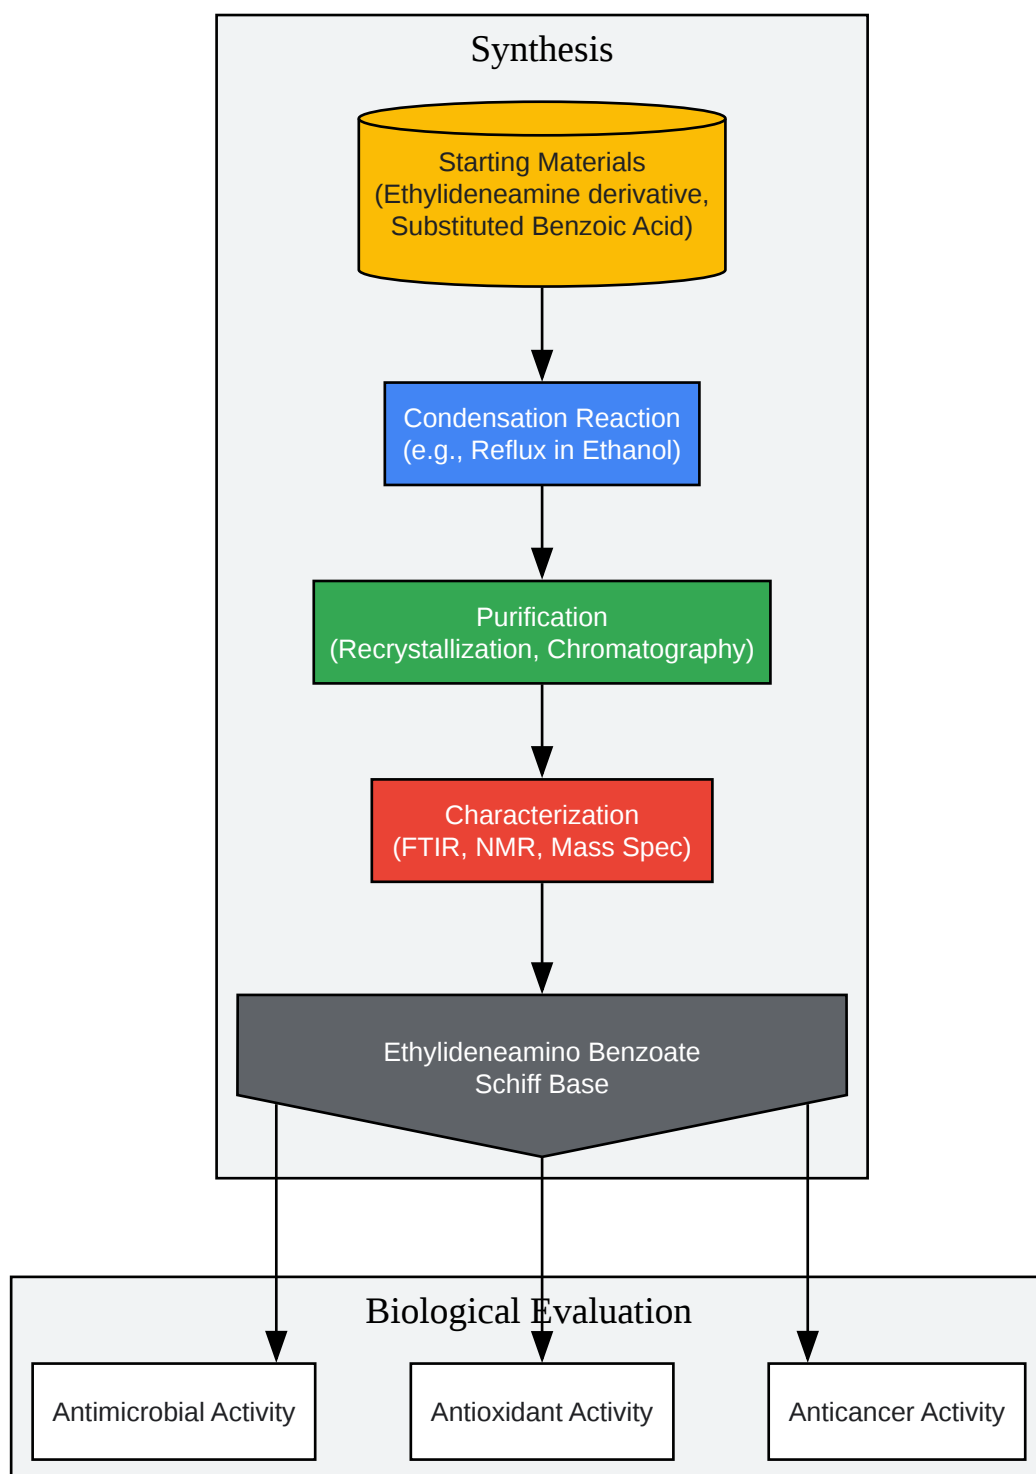 Synthesis
Starting Materials
(Ethylideneamine derivative,
Substituted Benzoic Acid)
Condensation Reaction
(e.g., Reflux in Ethanol)
Purification
(Recrystallization, Chromatography)
Characterization
(FTIR, NMR, Mass Spec)
Ethylideneamino Benzoate
Schiff Base
Biological Evaluation
Antimicrobial Activity
Antioxidant Activity
Anticancer Activity